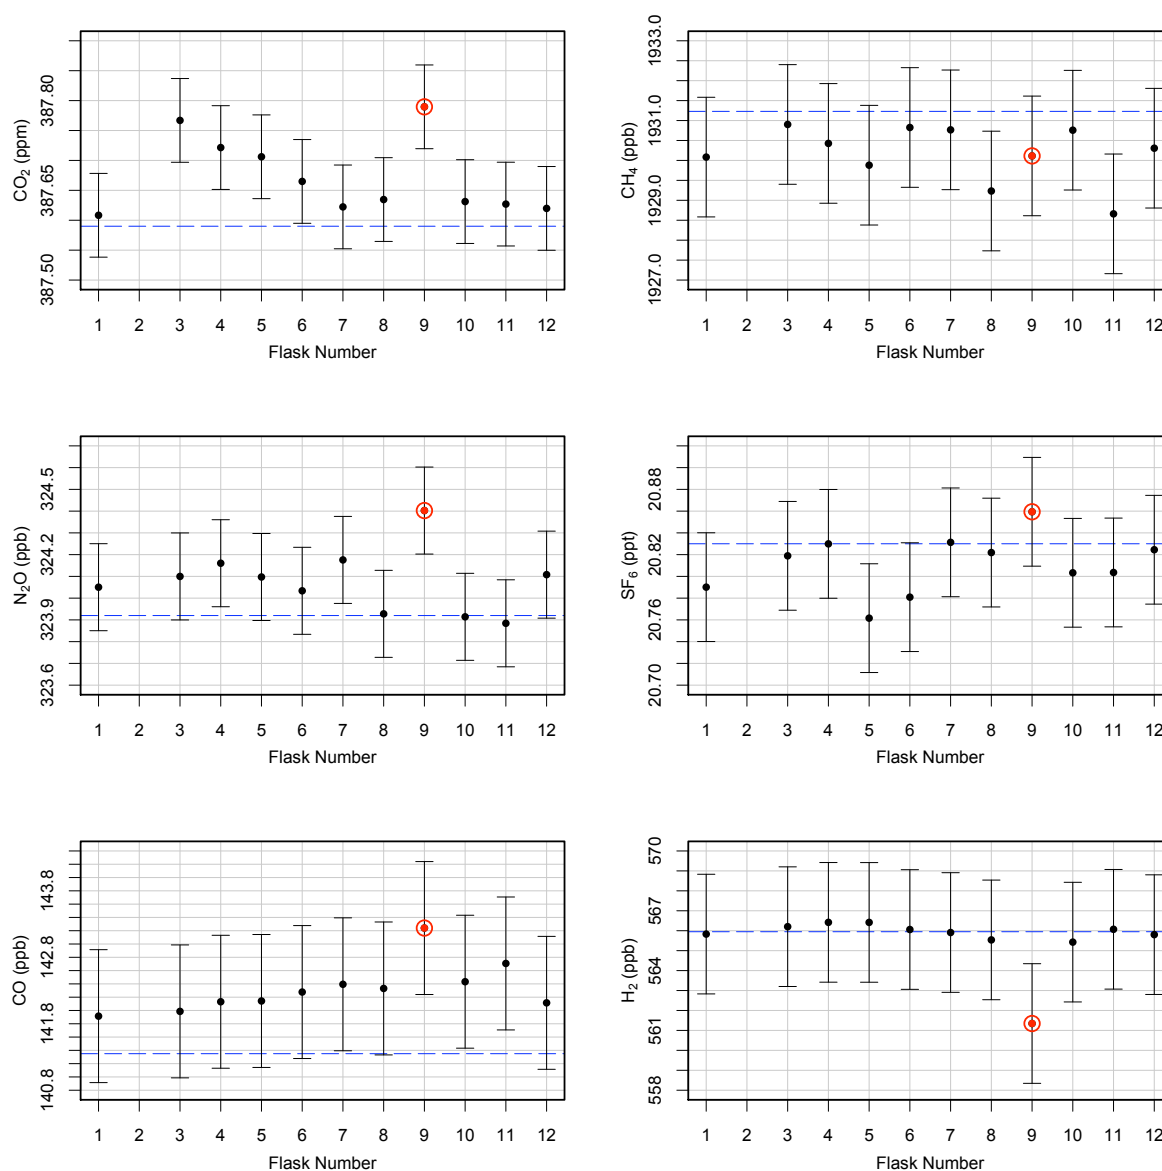 CO₂ (ppm)
387.80
387.65
387.50
1 2 3 4 5 6 7 8 9 10 11 12
Flask Number
CH₄ (ppb)
1933.0
1931.0
1929.0
1927.0
1 2 3 4 5 6 7 8 9 10 11 12
Flask Number
N₂O (ppb)
324.5
324.2
323.9
323.6
1 2 3 4 5 6 7 8 9 10 11 12
Flask Number
SF₆ (ppt)
20.88
20.82
20.76
20.70
1 2 3 4 5 6 7 8 9 10 11 12
Flask Number
CO (ppb)
143.8
142.8
141.8
140.8
1 2 3 4 5 6 7 8 9 10 11 12
Flask Number
H₂ (ppb)
570
567
564
561
558
1 2 3 4 5 6 7 8 9 10 11 12
Flask Number